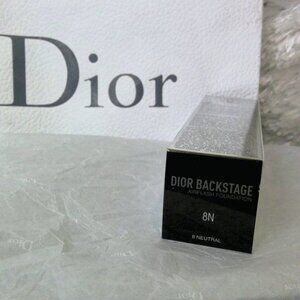 Dior
DIOR BACKSTAGE
AIRFLASH FOUNDATION
8N
8 NEUTRAL